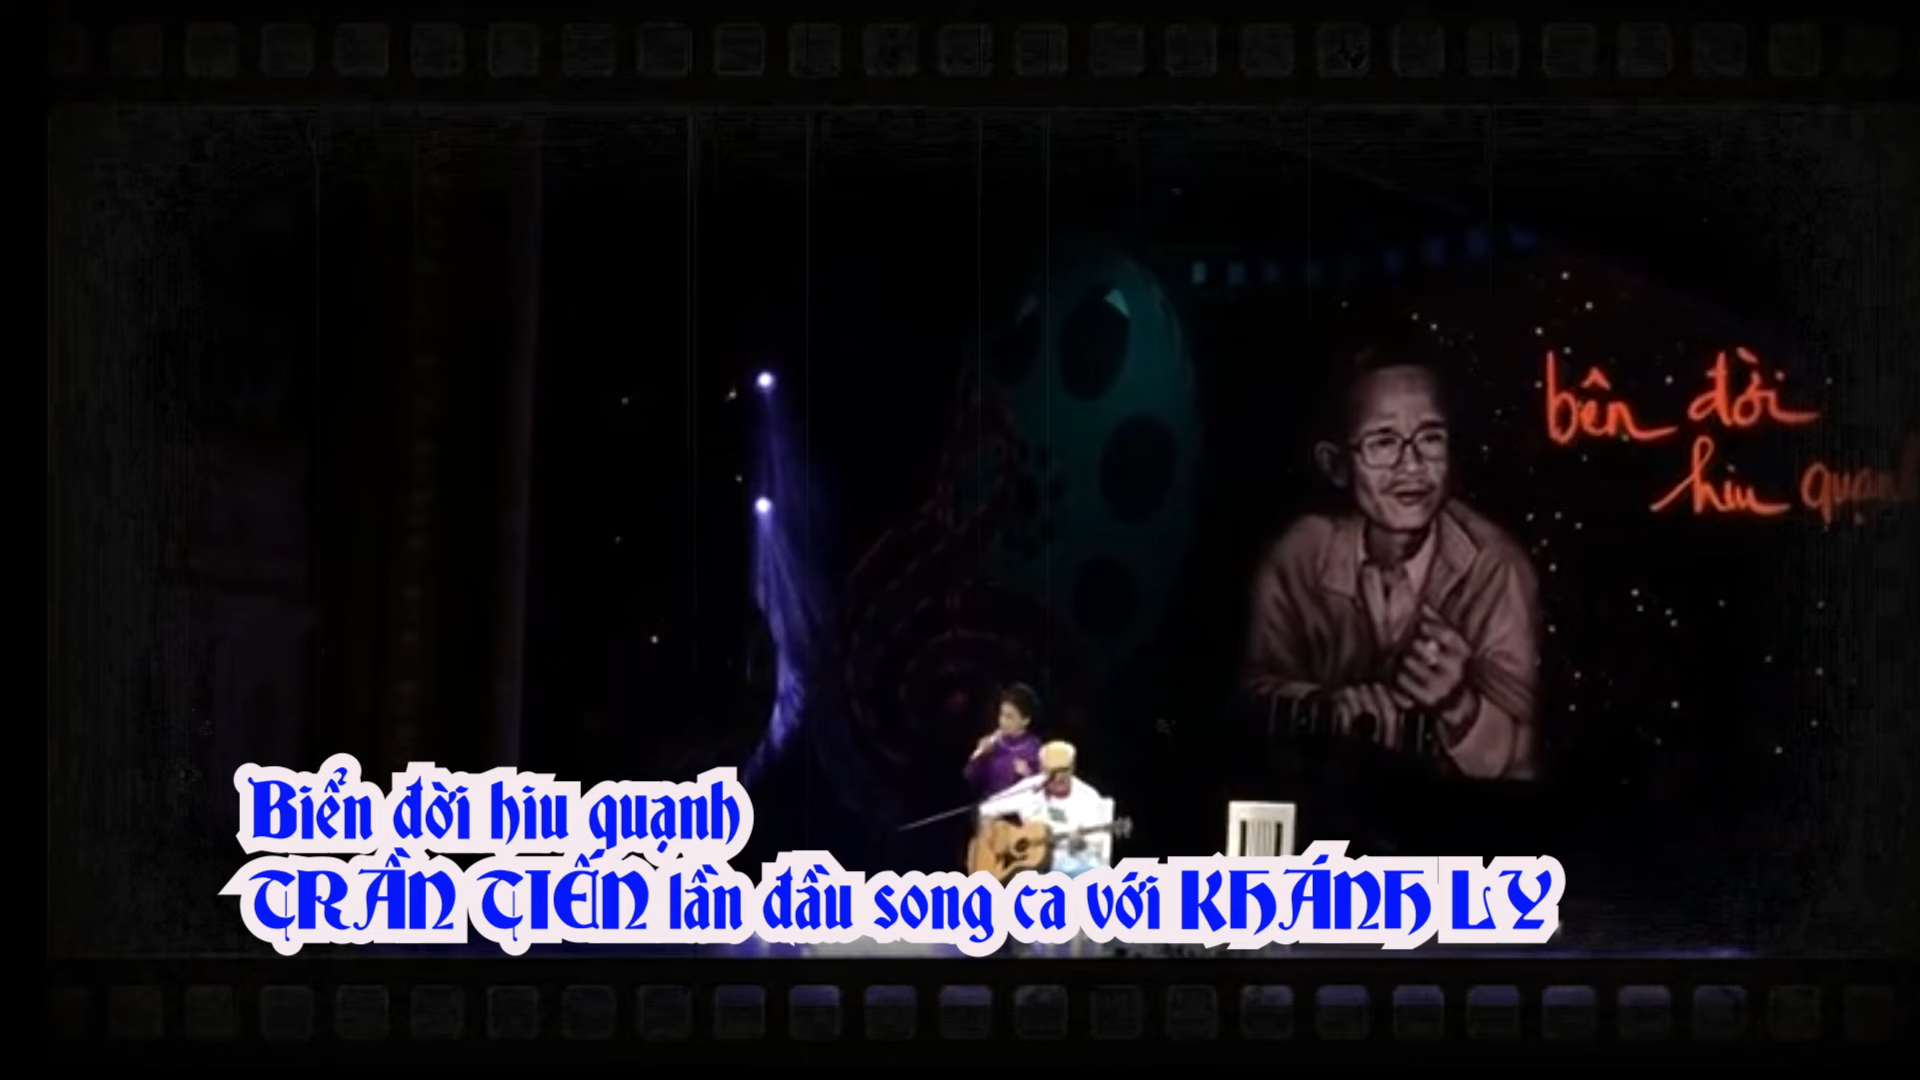 bên đời
hiu quạnh
Biển đời hiu quạnh
TRẦN TIẾN lần đầu song ca với KHÁNH LY